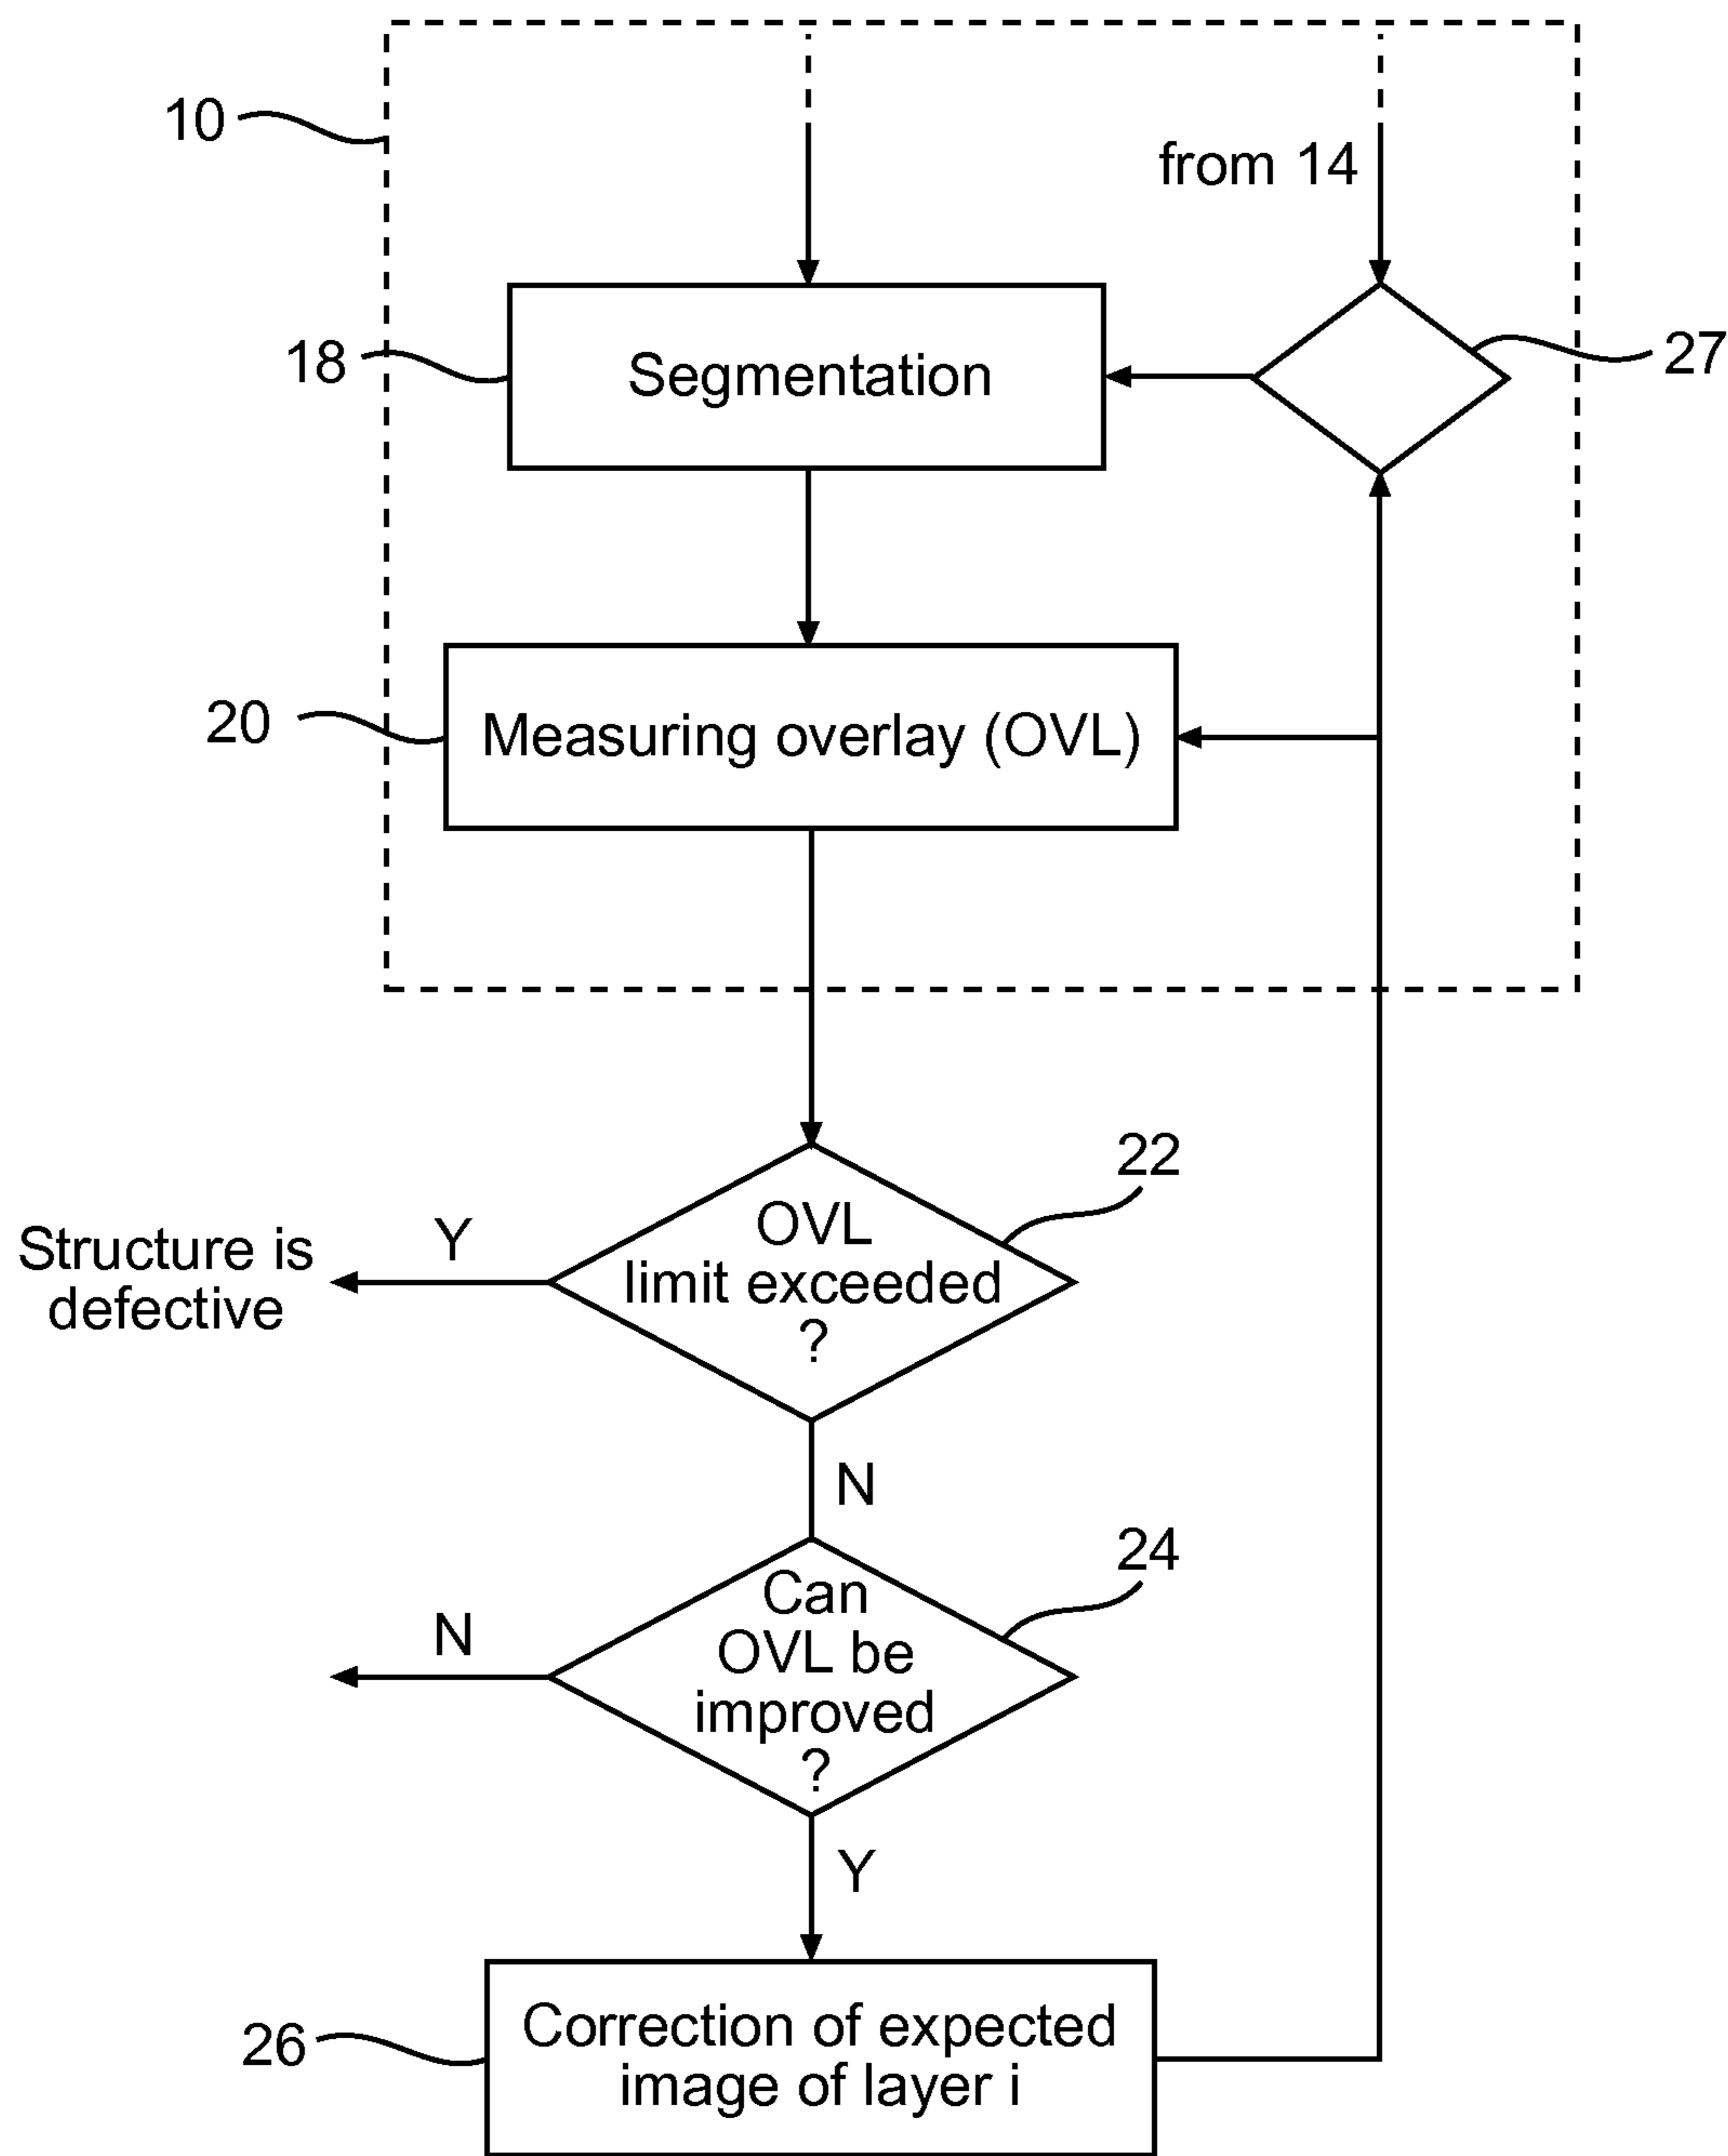 10
from 14
18
Segmentation
27
20
Measuring overlay (OVL)
22
Structure is
defective
Y
OVL
limit exceeded
?
N
24
N
Can
OVL be
improved
?
Y
26
Correction of expected
image of layer i